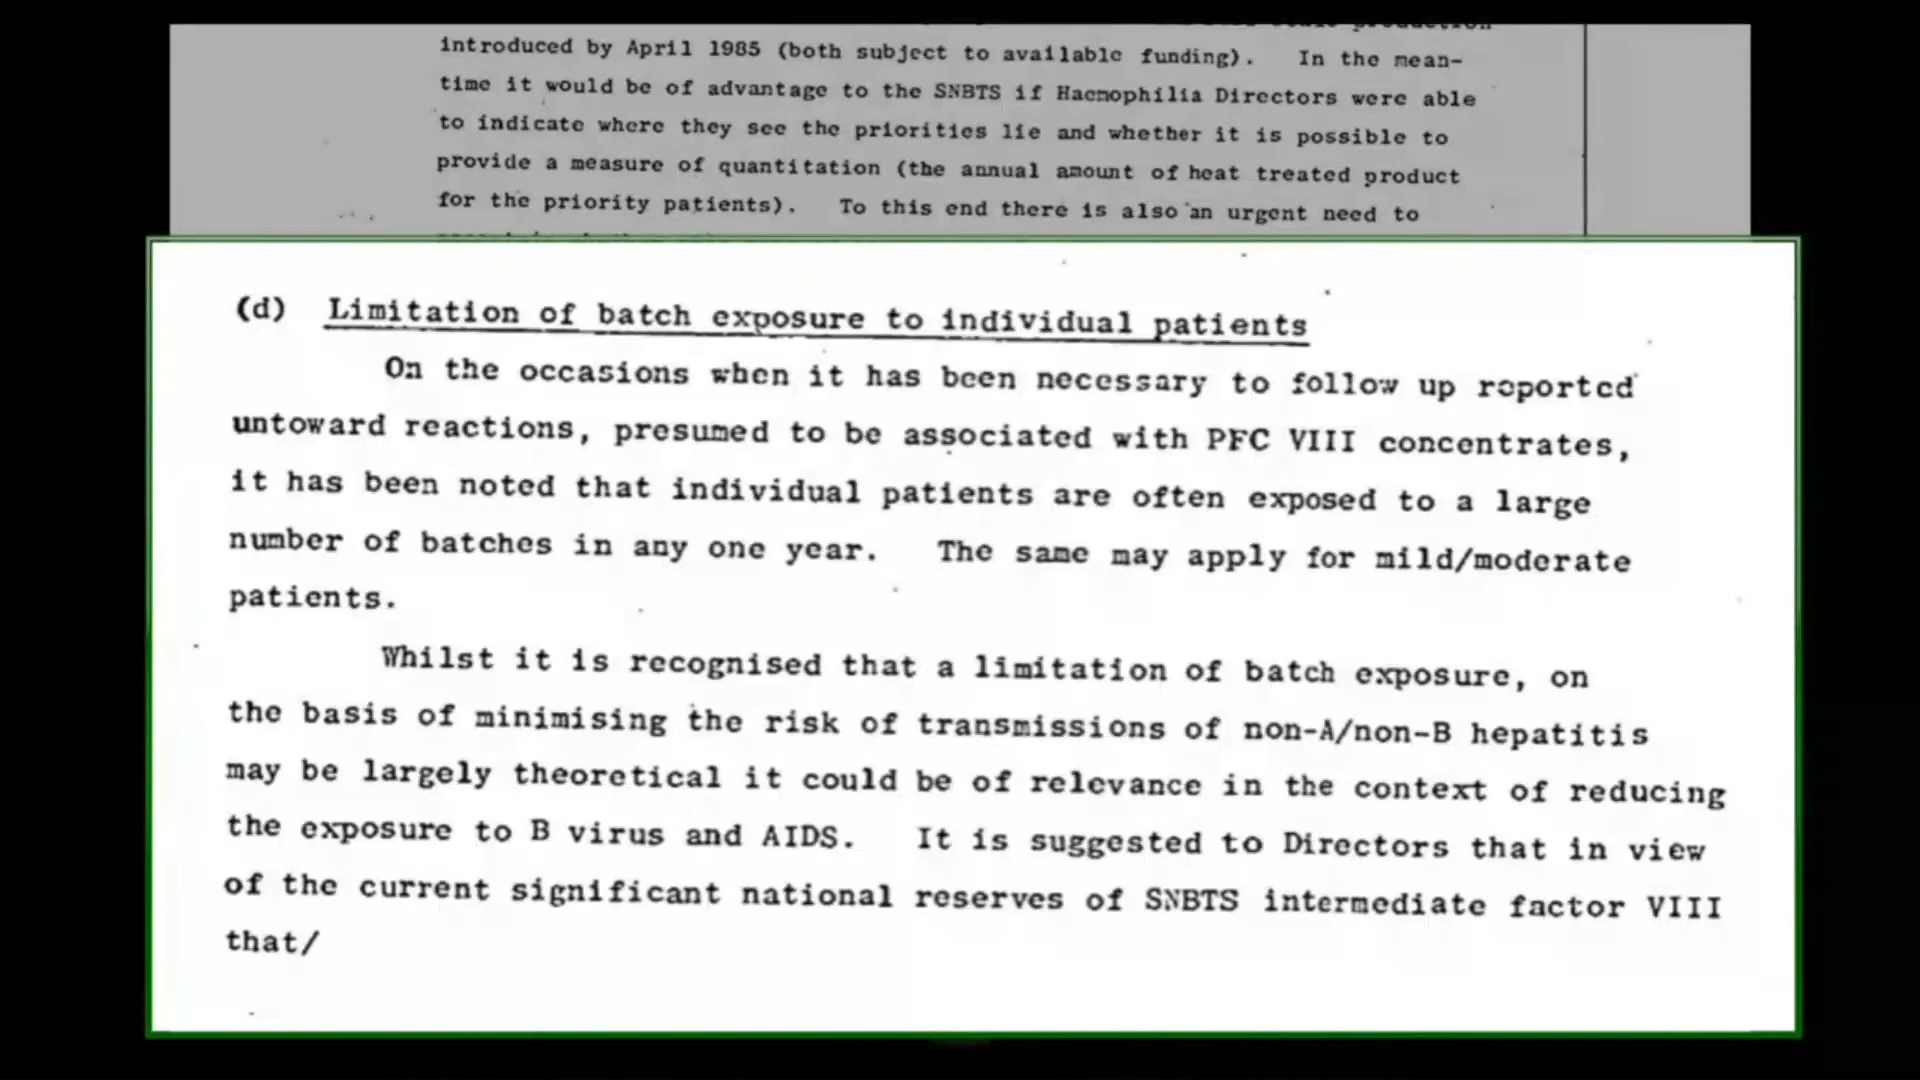 introduced by April 1985 (both subject to available funding). In the mean-
time it would be of advantage to the SNBTS if Haemophilia Directors were able
to indicate where they see the priorities lie and whether it is possible to
provide a measure of quantitation (the annual amount of heat treated product
for the priority patients). To this end there is also an urgent need to
(d) Limitation of batch exposure to individual patients
On the occasions when it has been necessary to follow up reported
untoward reactions, presumed to be associated with PFC VIII concentrates,
it has been noted that individual patients are often exposed to a large
number of batches in any one year. The same may apply for mild/moderate
patients.
Whilst it is recognised that a limitation of batch exposure, on
the basis of minimising the risk of transmissions of non-A/non-B hepatitis
may be largely theoretical it could be of relevance in the context of reducing
the exposure to B virus and AIDS. It is suggested to Directors that in view
of the current significant national reserves of SNBTS intermediate factor VIII
that/